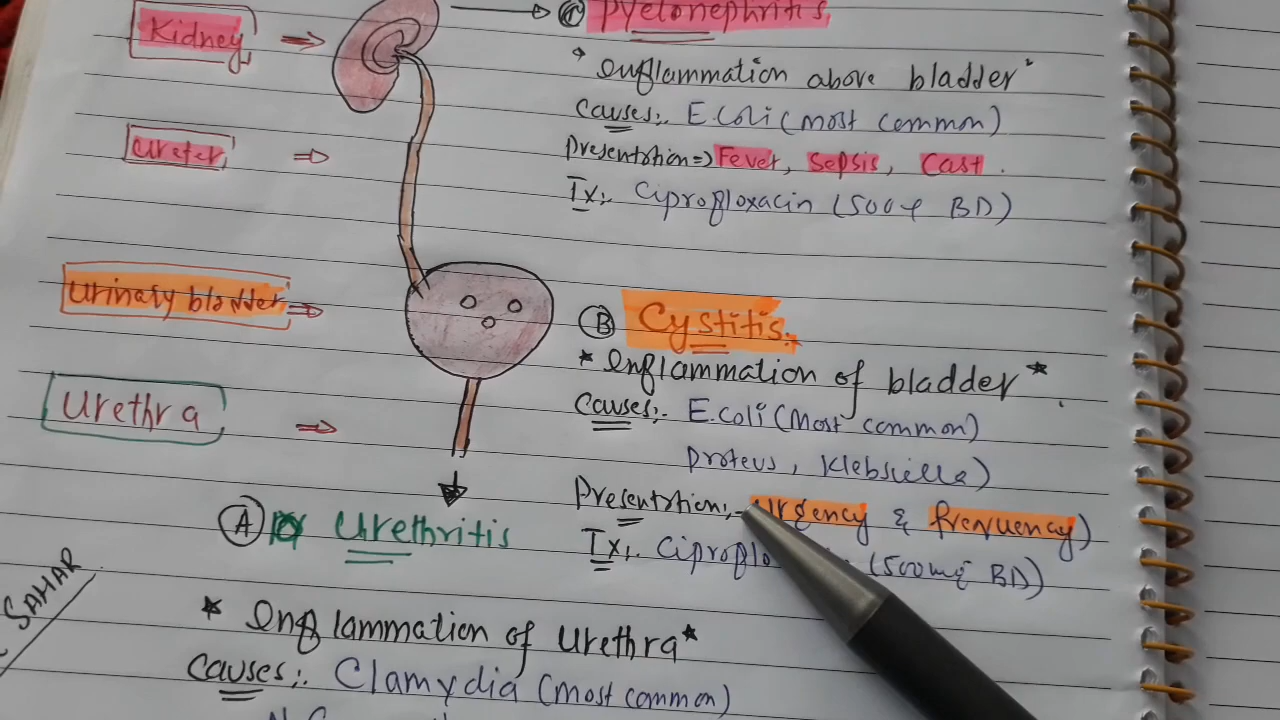 Kidney
Ureter
Urinary bladder
Urethra
C Pyelonephritis
Inflammation above bladder
Causes:. E.coli (most common)
Presentation=> Fever, Sepsis, Cast.
Tx:. Ciprofloxacin (500 BD)
B Cystitis.
* Inflammation of bladder *
Causes:. E.coli (Most common)
Proteus, Klebsiella)
Presentation:- Urgency & frequency)
Tx:. (500mg BD)
A Urethritis
* Inflammation of Urethra *
Causes:. Clamydia (most common)
SAHAR